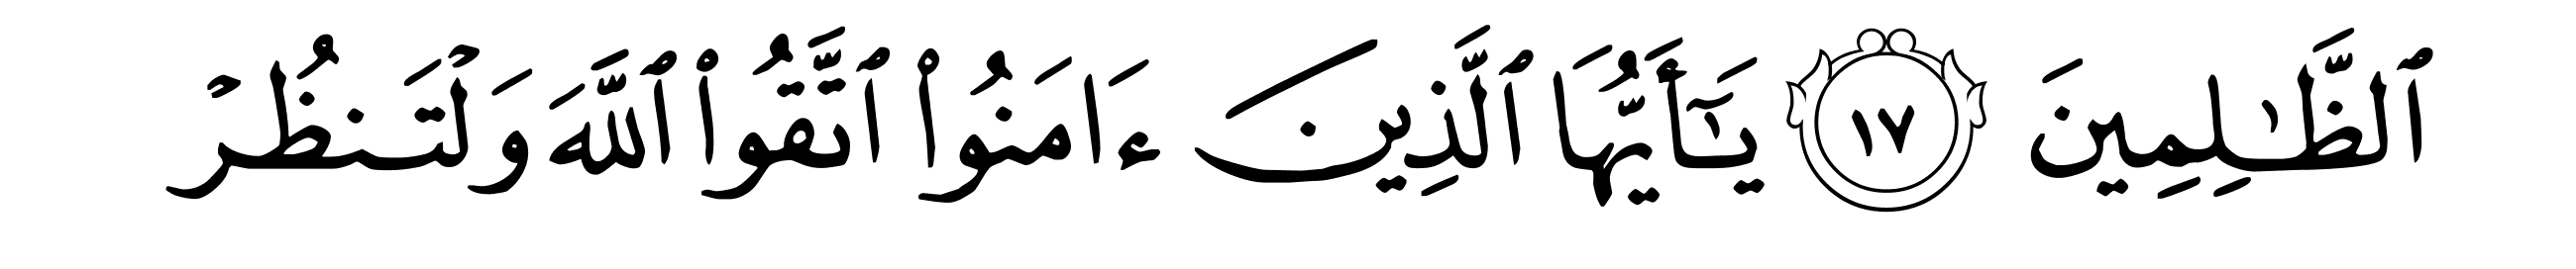 ٱلظَّٰلِمِينَ ١٧ يَٰٓأَيُّهَا ٱلَّذِينَ ءَامَنُواْ ٱتَّقُواْ ٱللَّهَ وَلۡتَنظُرۡ